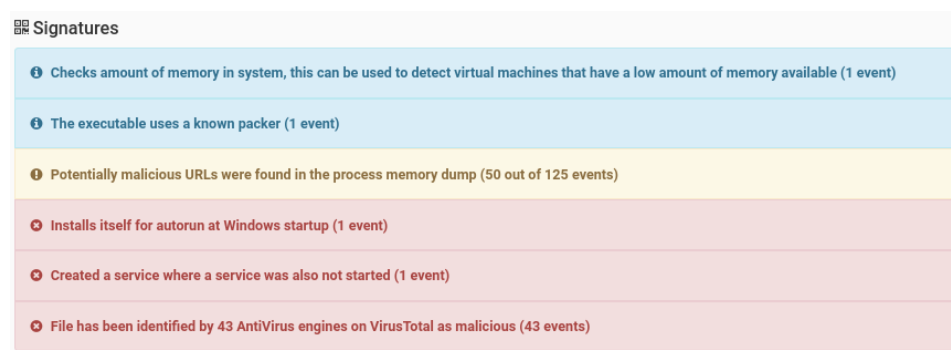 Signatures
Checks amount of memory in system, this can be used to detect virtual machines that have a low amount of memory available (1 event)
The executable uses a known packer (1 event)
Potentially malicious URLs were found in the process memory dump (50 out of 125 events)
Installs itself for autorun at Windows startup (1 event)
Created a service where a service was also not started (1 event)
File has been identified by 43 AntiVirus engines on VirusTotal as malicious (43 events)